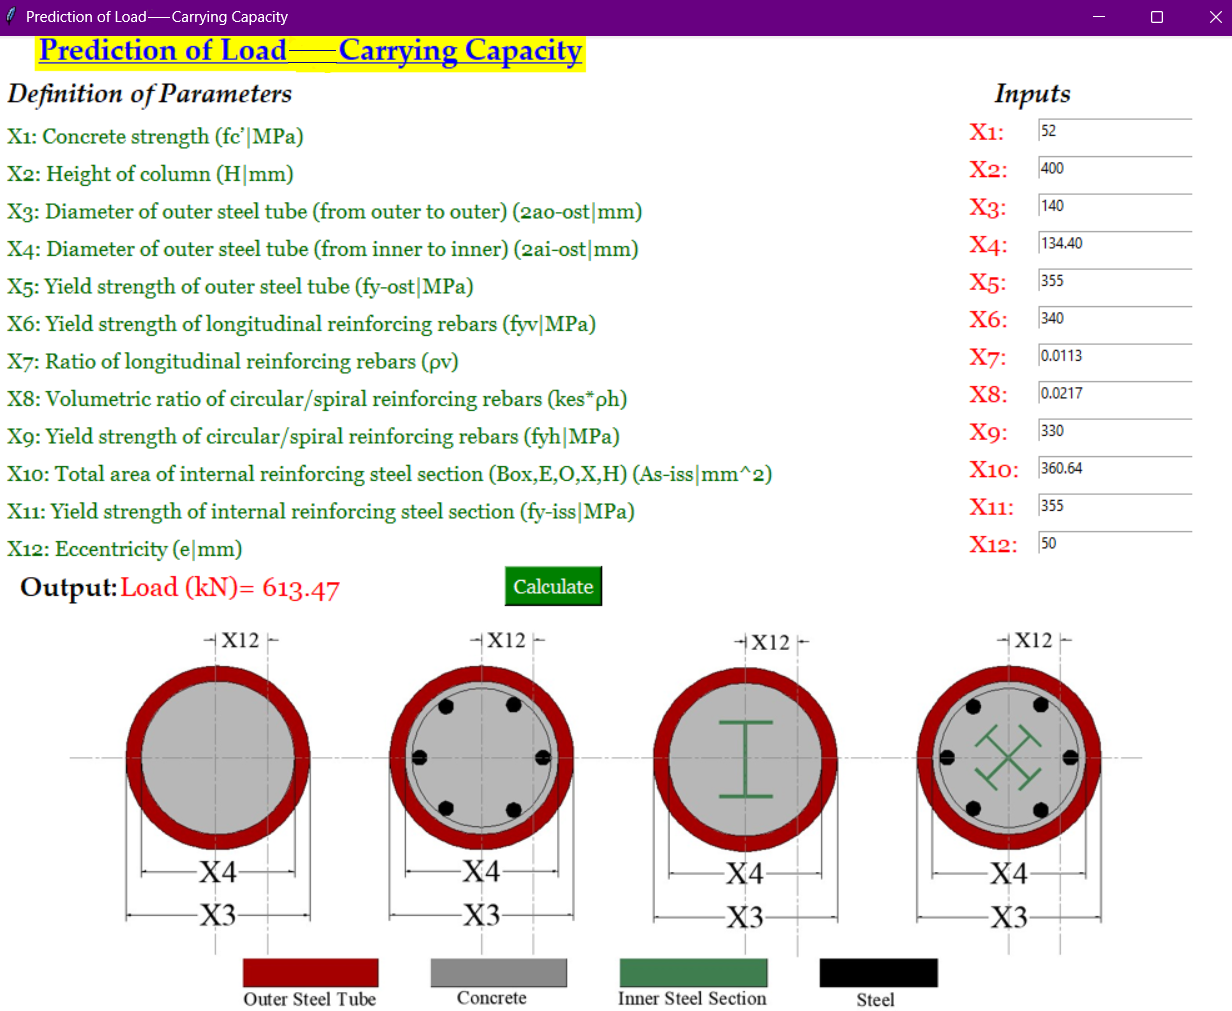 Prediction of Load──Carrying Capacity
Prediction of Load──Carrying Capacity
Definition of Parameters
Inputs
X1: Concrete strength (fc’|MPa)
X1:
52
X2: Height of column (H|mm)
X2:
400
X3: Diameter of outer steel tube (from outer to outer) (2ao-ost|mm)
X3:
140
X4: Diameter of outer steel tube (from inner to inner) (2ai-ost|mm)
X4:
134.40
X5: Yield strength of outer steel tube (fy-ost|MPa)
X5:
355
X6: Yield strength of longitudinal reinforcing rebars (fyv|MPa)
X6:
340
X7: Ratio of longitudinal reinforcing rebars (ρv)
X7:
0.0113
X8: Volumetric ratio of circular/spiral reinforcing rebars (kes*ρh)
X8:
0.0217
X9: Yield strength of circular/spiral reinforcing rebars (fyh|MPa)
X9:
330
X10: Total area of internal reinforcing steel section (Box,E,O,X,H) (As-iss|mm^2)
X10:
360.64
X11: Yield strength of internal reinforcing steel section (fy-iss|MPa)
X11:
355
X12: Eccentricity (e|mm)
X12:
50
Output: Load (kN)= 613.47
Calculate
X12
X12
X12
X12
X4
X4
X4
X4
X3
X3
X3
X3
Outer Steel Tube
Concrete
Inner Steel Section
Steel